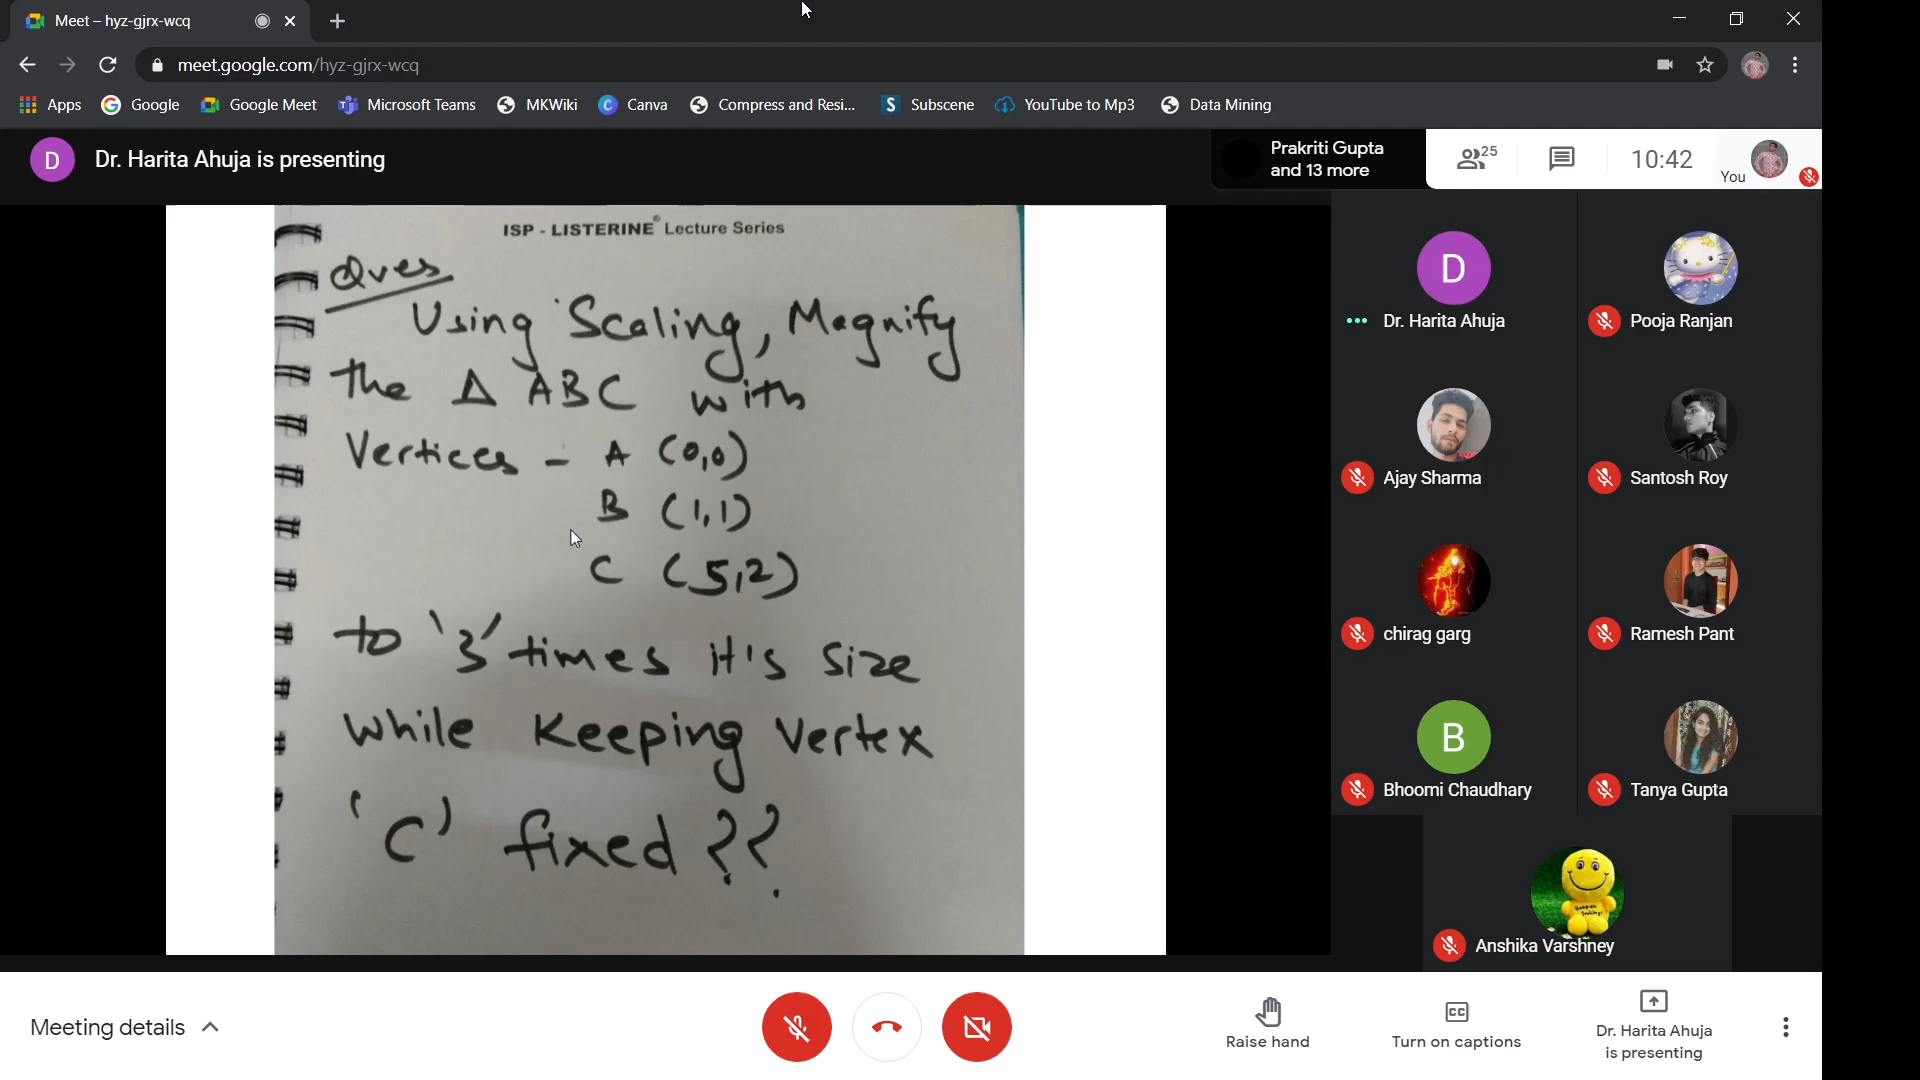 Meet – hyz-gjrx-wcq
meet.google.com/hyz-gjrx-wcq
Apps Google Google Meet Microsoft Teams MKWiki Canva Compress and Resi... Subscene YouTube to Mp3 Data Mining
D Dr. Harita Ahuja is presenting
Prakriti Gupta
and 13 more
25
10:42
You
ISP - LISTERINE® Lecture Series
Ques
Using Scaling, Magnify
the Δ ABC with
Vertices - A (0,0)
B (1,1)
C (5,2)
to '3' times it's size
while keeping vertex
'C' fixed ??
D
Dr. Harita Ahuja
Pooja Ranjan
Ajay Sharma
Santosh Roy
chirag garg
Ramesh Pant
B
Bhoomi Chaudhary
Tanya Gupta
Anshika Varshney
Meeting details
Raise hand
CC
Turn on captions
Dr. Harita Ahuja
is presenting